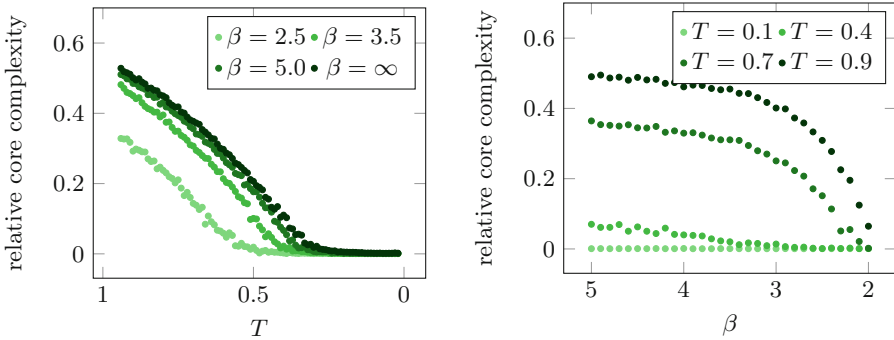 relative core complexity
0.6
0.4
0.2
0
β = 2.5 β = 3.5
β = 5.0 β = ∞
1 0.5 0
T
relative core complexity
0.6
0.4
0.2
0
T = 0.1 T = 0.4
T = 0.7 T = 0.9
5 4 3 2
β